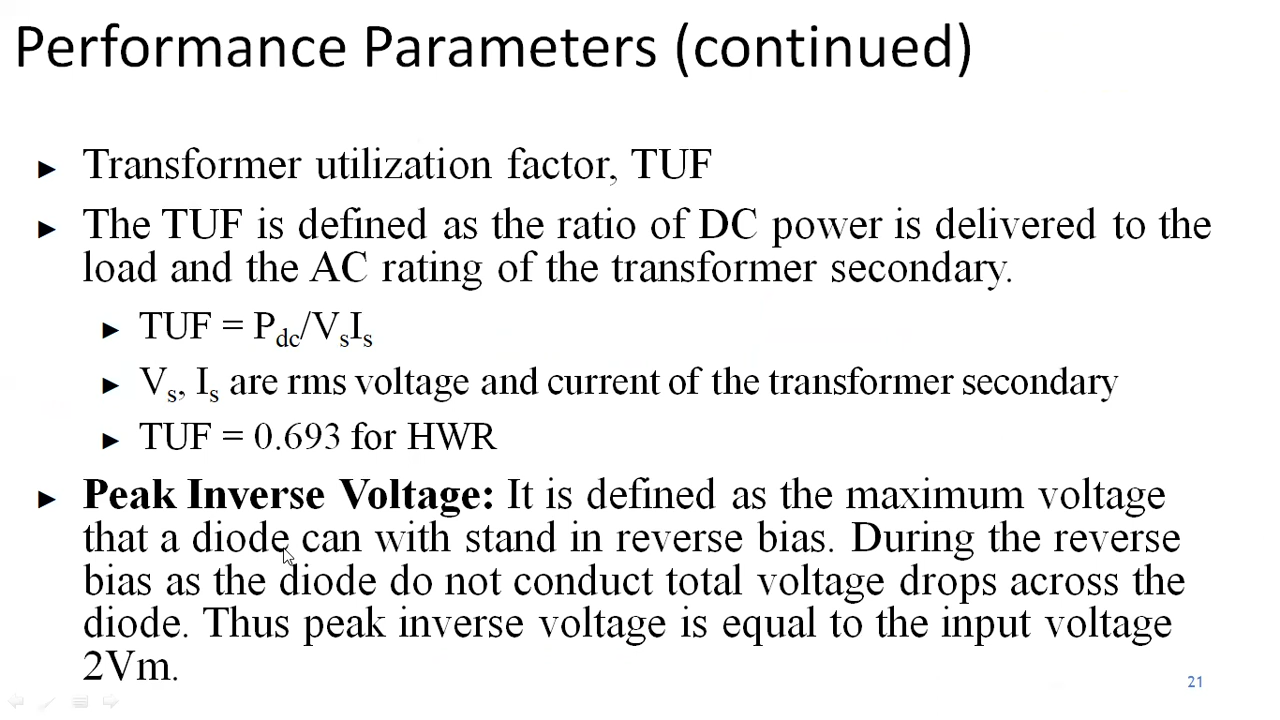 Performance Parameters (continued)
► Transformer utilization factor, TUF
► The TUF is defined as the ratio of DC power is delivered to the
load and the AC rating of the transformer secondary.
► TUF = Pdc/VsIs
► Vs, Is are rms voltage and current of the transformer secondary
► TUF = 0.693 for HWR
► Peak Inverse Voltage: It is defined as the maximum voltage
that a diode can with stand in reverse bias. During the reverse
bias as the diode do not conduct total voltage drops across the
diode. Thus peak inverse voltage is equal to the input voltage
2Vm.
21